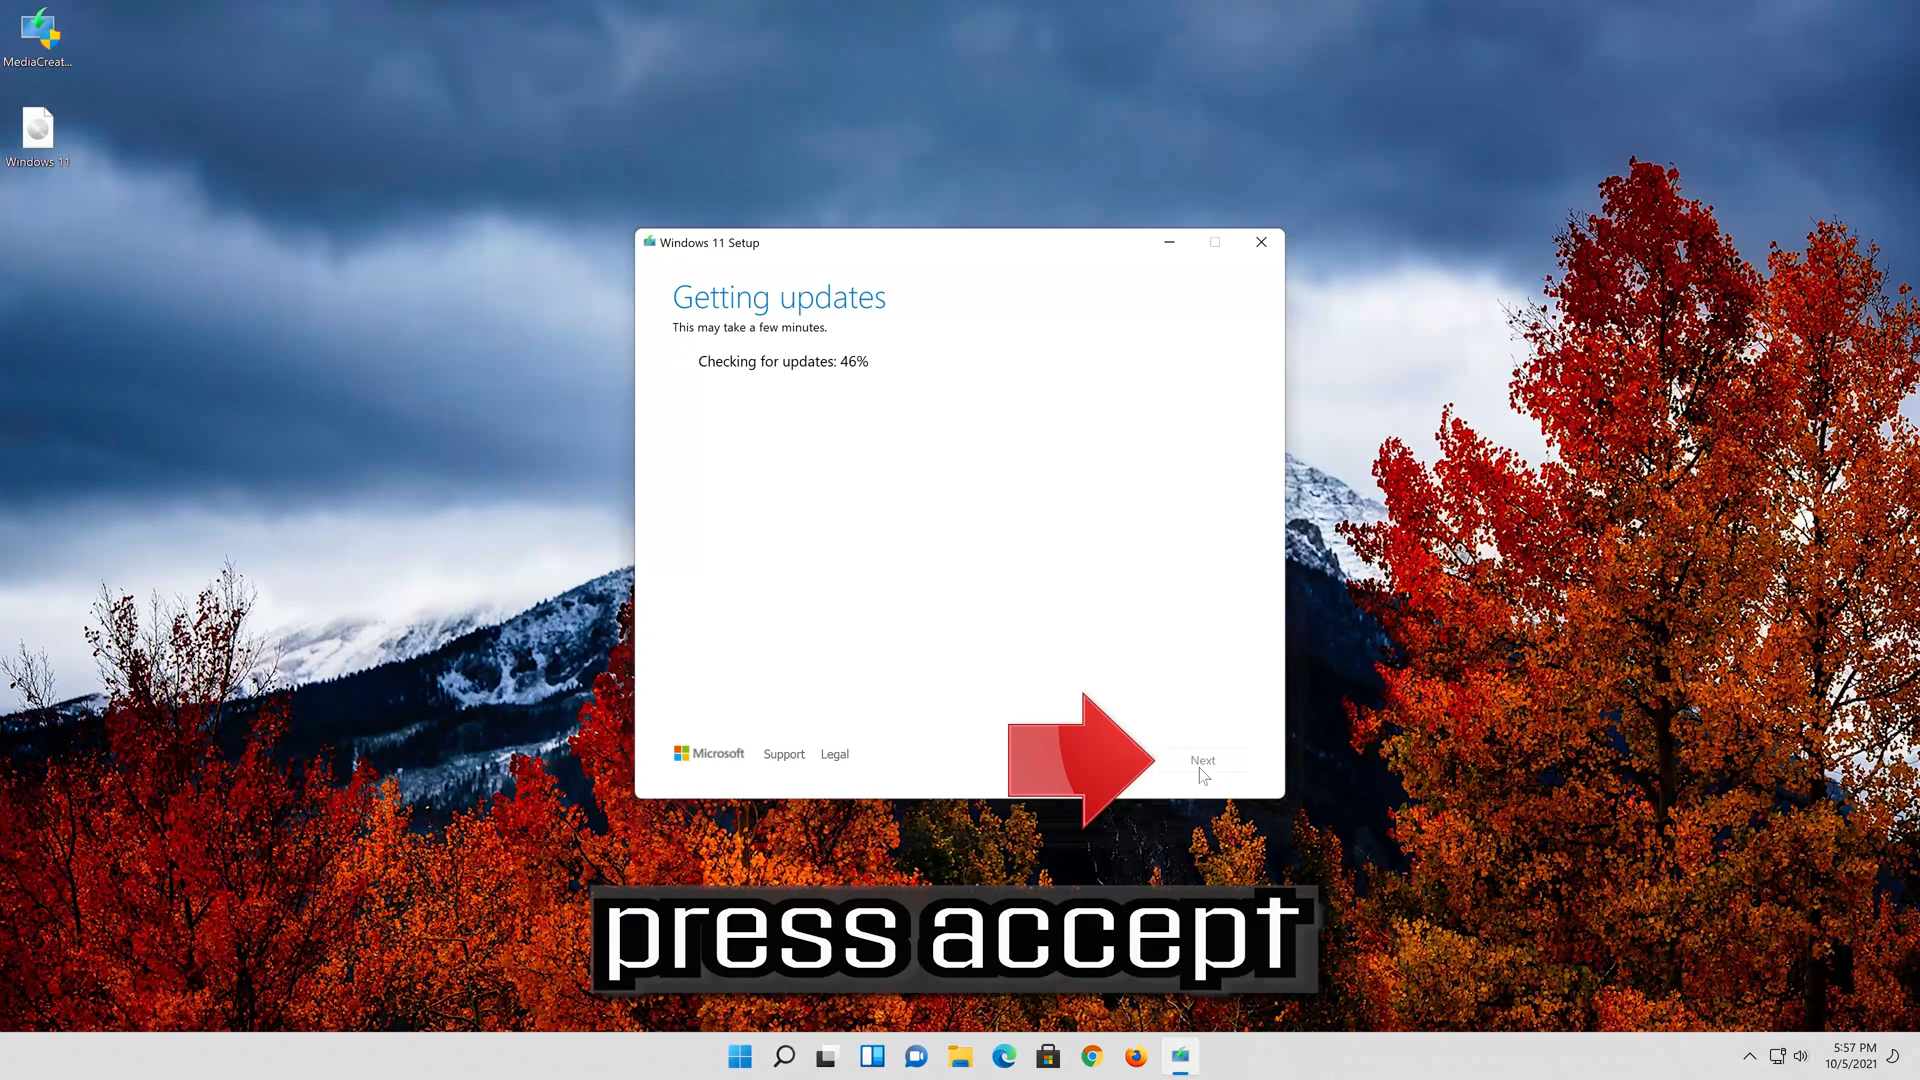 MediaCreat...
Windows 11
Windows 11 Setup
Getting updates
This may take a few minutes.
Checking for updates: 46%
Microsoft
Support
Legal
Next
press accept
5:57 PM
10/5/2021